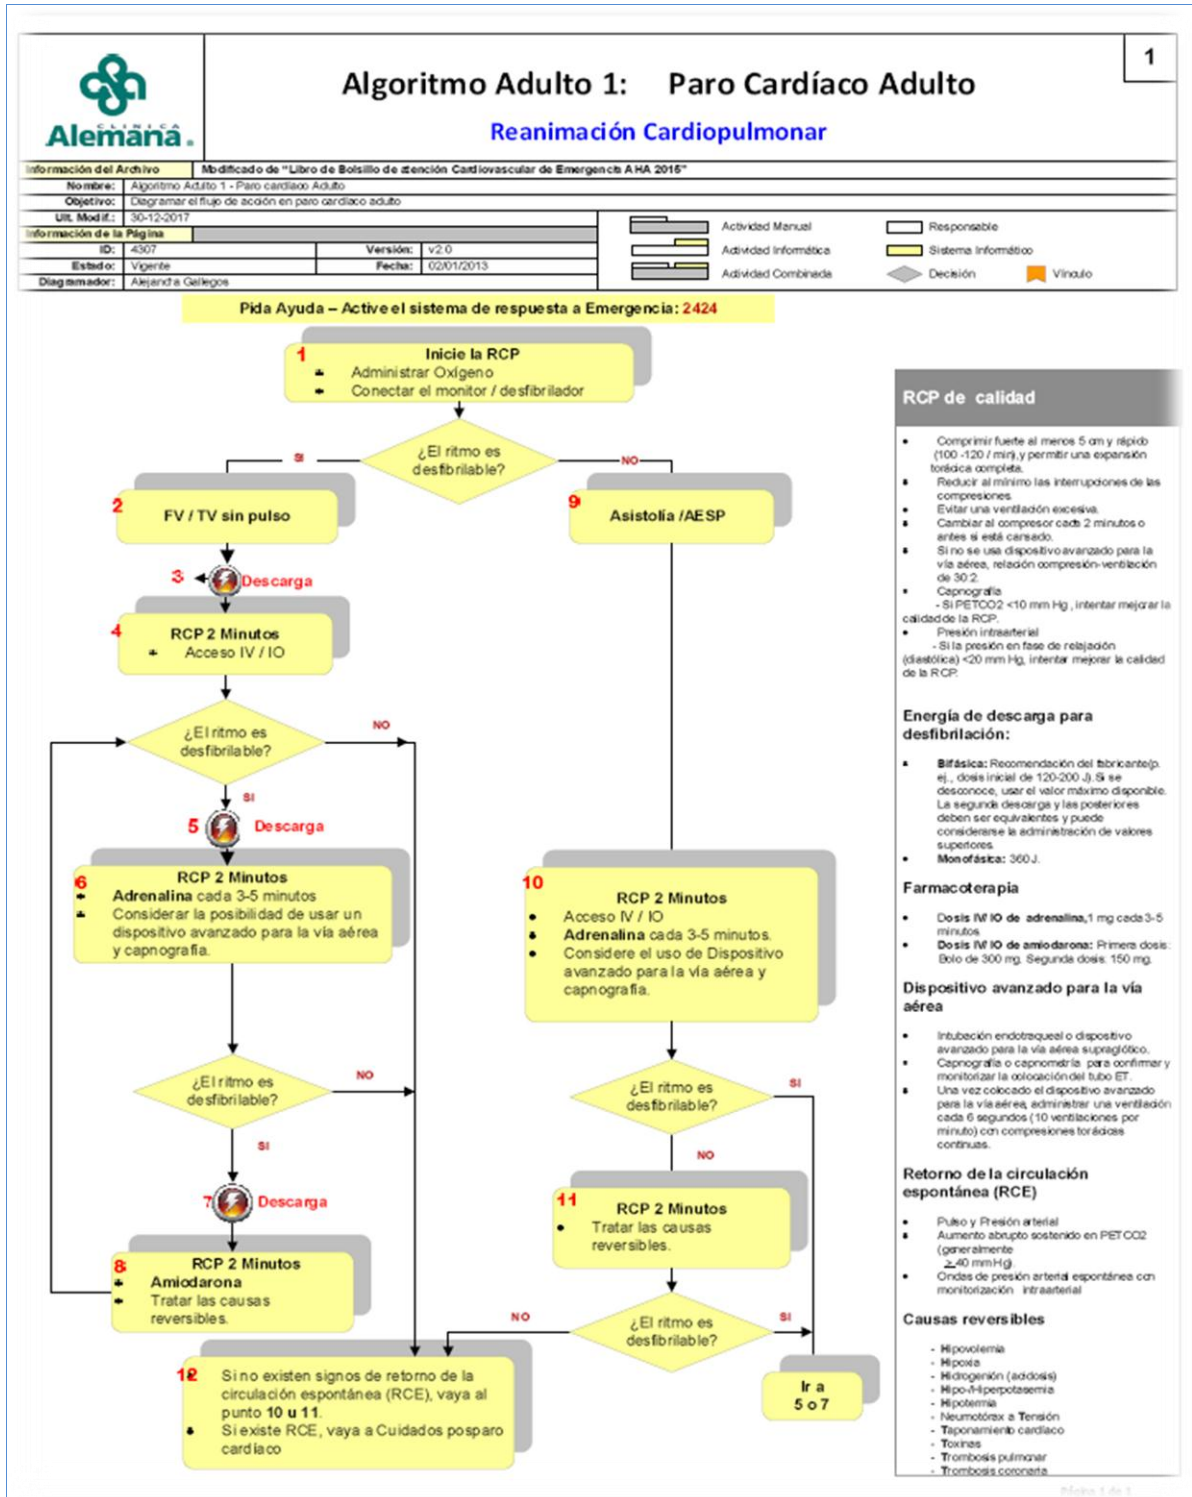 1
Algoritmo Adulto 1: Paro Cardíaco Adulto
Reanimación Cardiopulmonar
CLINICA
Alemana.
Información del Archivo Modificado de "Libro de Bolsillo de atención Cardiovascular de Emergencia AHA 2015"
Nombre: Algoritmo Adulto 1 - Paro cardíaco Adulto
Objetivo: Diagramar el flujo de acción en paro cardíaco adulto
Ult. Modif.: 30-12-2017
Información de la Página
ID: 4307 Versión: v2.0
Estado: Vigente Fecha: 02/01/2013
Diagramador: Alejandra Gallegos
Actividad Manual Responsable
Actividad Informática Sistema Informático
Actividad Combinada Decisión Vínculo
Pida Ayuda – Active el sistema de respuesta a Emergencia: 2424
1 Inicie la RCP
Administrar Oxígeno
Conectar el monitor / desfibrilador
¿El ritmo es
desfibrilable?
SI
NO
2 FV / TV sin pulso
3 Descarga
4 RCP 2 Minutos
Acceso IV / IO
¿El ritmo es
desfibrilable?
NO
SI
5 Descarga
6 RCP 2 Minutos
Adrenalina cada 3-5 minutos
Considerar la posibilidad de usar un
dispositivo avanzado para la vía aérea
y capnografía.
¿El ritmo es
desfibrilable?
NO
SI
7 Descarga
8 RCP 2 Minutos
Amiodarona
Tratar las causas
reversibles.
9 Asistolía /AESP
10 RCP 2 Minutos
Acceso IV / IO
Adrenalina cada 3-5 minutos.
Considere el uso de Dispositivo
avanzado para la vía aérea y
capnografía.
¿El ritmo es
desfibrilable?
SI
NO
11 RCP 2 Minutos
Tratar las causas
reversibles.
¿El ritmo es
desfibrilable?
NO
SI
12 Si no existen signos de retorno de la
circulación espontánea (RCE), vaya al
punto 10 u 11.
Si existe RCE, vaya a Cuidados posparo
cardíaco
Ir a
5 o 7
RCP de calidad
Comprimir fuerte al menos 5 cm y rápido
(100 -120 / min),y permitir una expansión
torácica completa.
Reducir al mínimo las interrupciones de las
compresiones.
Evitar una ventilación excesiva.
Cambiar al compresor cada 2 minutos o
antes si está cansado.
Si no se usa dispositivo avanzado para la
vía aérea, relación compresión-ventilación
de 30:2.
Capnografía
- Si PETCO2 <10 mm Hg , intentar mejorar la
calidad de la RCP.
Presión intraarterial
- Si la presión en fase de relajación
(diastólica) <20 mm Hg, intentar mejorar la calidad
de la RCP.
Energía de descarga para
desfibrilación:
Bifásica: Recomendación del fabricante(p.
ej., dosis inicial de 120-200 J).Si se
desconoce, usar el valor máximo disponible.
La segunda descarga y las posteriores
deben ser equivalentes y puede
considerarse la administración de valores
superiores.
Monofásica: 360J.
Farmacoterapia
Dosis IV/IO de adrenalina,1 mg cada 3-5
minutos.
Dosis IV/IO de amiodarona: Primera dosis:
Bolo de 300 mg. Segunda dosis: 150 mg.
Dispositivo avanzado para la vía
aérea
Intubación endotraqueal o dispositivo
avanzado para la vía aérea supraglótico.
Capnografía o capnometría para confirmar y
monitorizar la colocación del tubo ET.
Una vez colocado el dispositivo avanzado
para la vía aérea, administrar una ventilación
cada 6 segundos (10 ventilaciones por
minuto) con compresiones torácicas
continuas.
Retorno de la circulación
espontánea (RCE)
Pulso y Presión arterial
Aumento abrupto sostenido en PETCO2
(generalmente
≥40 mm Hg).
Ondas de presión arterial espontánea con
monitorización intraarterial
Causas reversibles
- Hipovolemia
- Hipoxia
- Hidrogenión (acidosis)
- Hipo-/Hiperpotasemia
- Hipotermia
- Neumotórax a Tensión
- Taponamiento cardíaco
- Toxinas
- Trombosis pulmonar
- Trombosis coronaria
Página 1 de 1